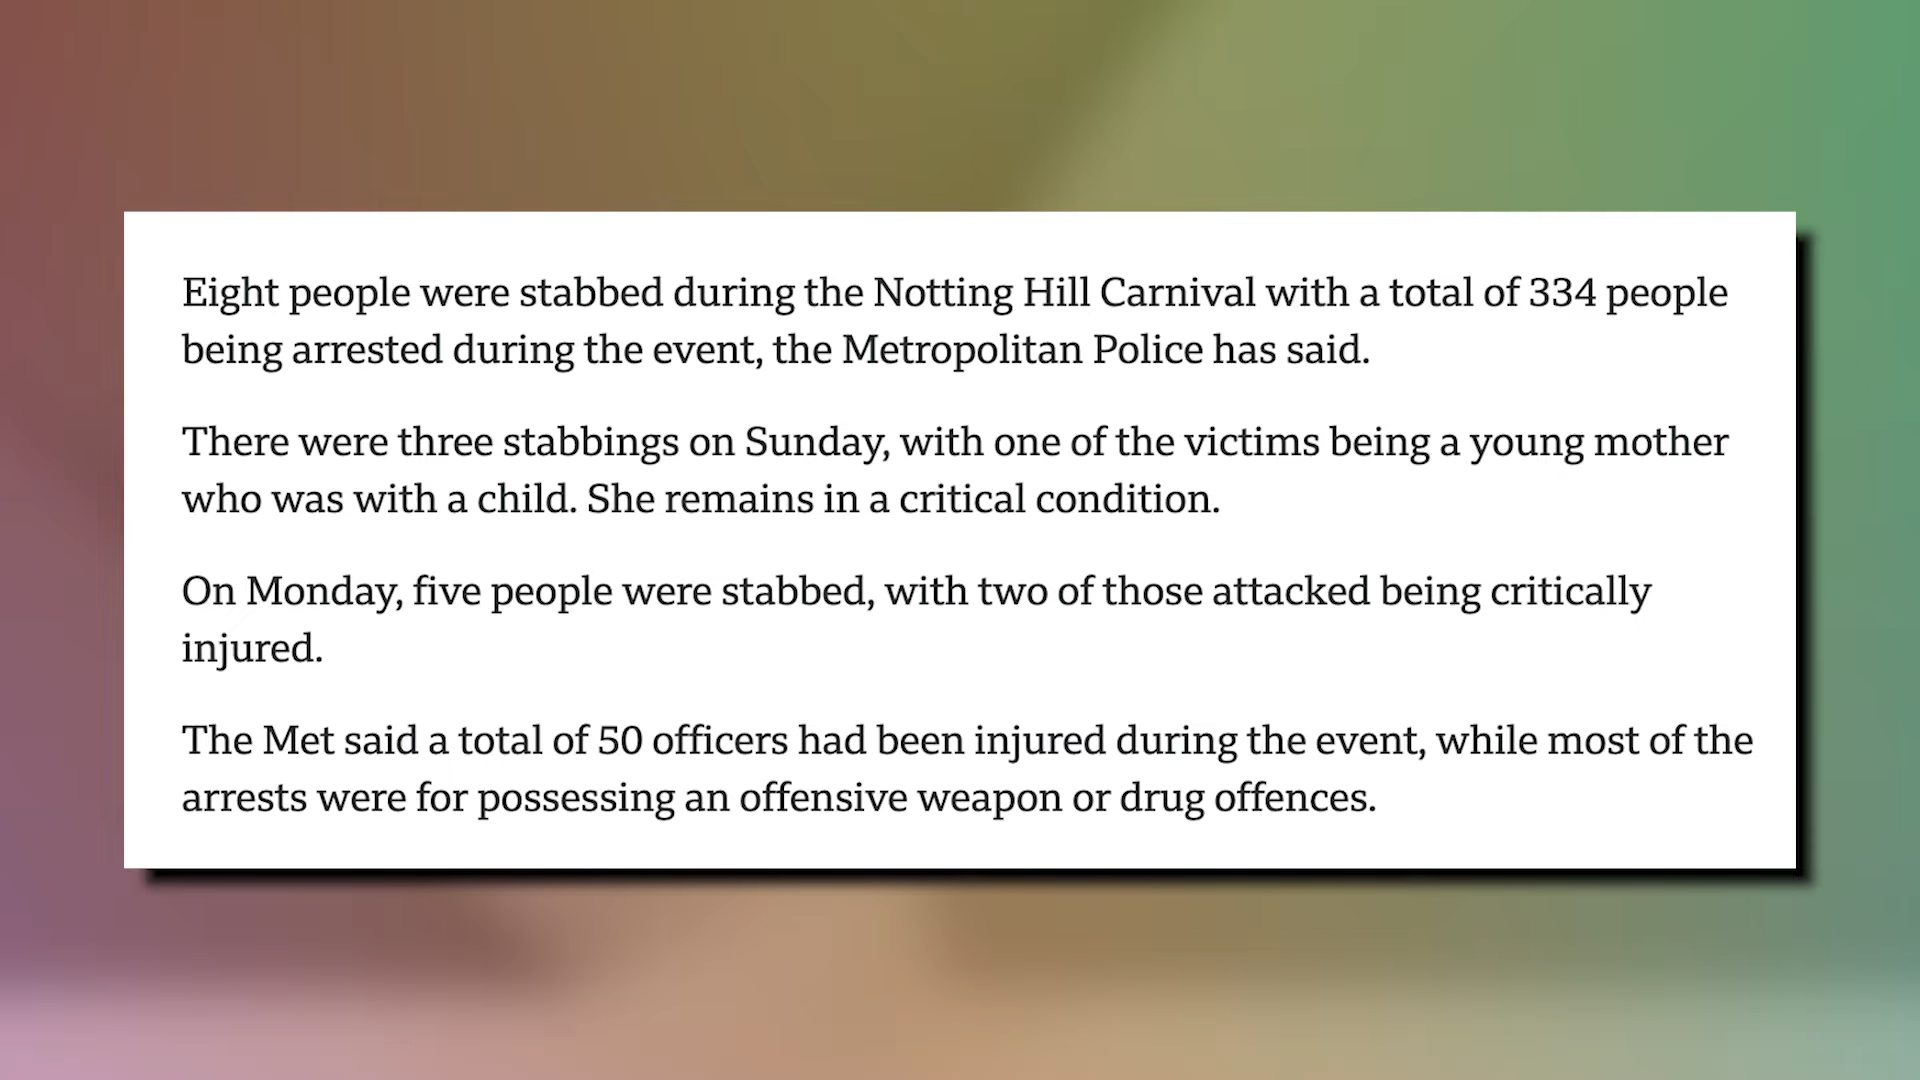 Eight people were stabbed during the Notting Hill Carnival with a total of 334 people
being arrested during the event, the Metropolitan Police has said.
There were three stabbings on Sunday, with one of the victims being a young mother
who was with a child. She remains in a critical condition.
On Monday, five people were stabbed, with two of those attacked being critically
injured.
The Met said a total of 50 officers had been injured during the event, while most of the
arrests were for possessing an offensive weapon or drug offences.